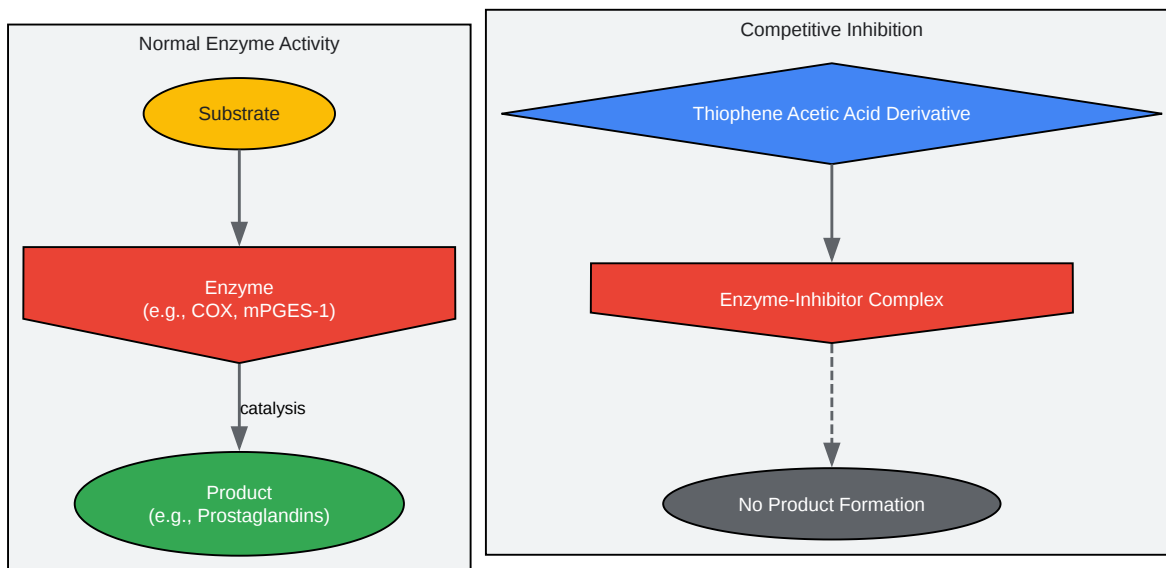 Normal Enzyme Activity
Substrate
Enzyme
(e.g., COX, mPGES-1)
catalysis
Product
(e.g., Prostaglandins)
Competitive Inhibition
Thiophene Acetic Acid Derivative
Enzyme-Inhibitor Complex
No Product Formation